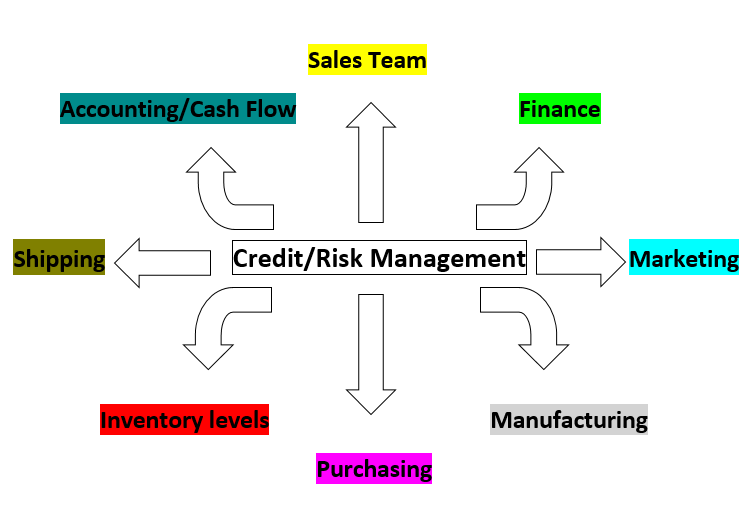 Sales Team
Accounting/Cash Flow
Finance
Shipping
Credit/Risk Management
Marketing
Inventory levels
Manufacturing
Purchasing